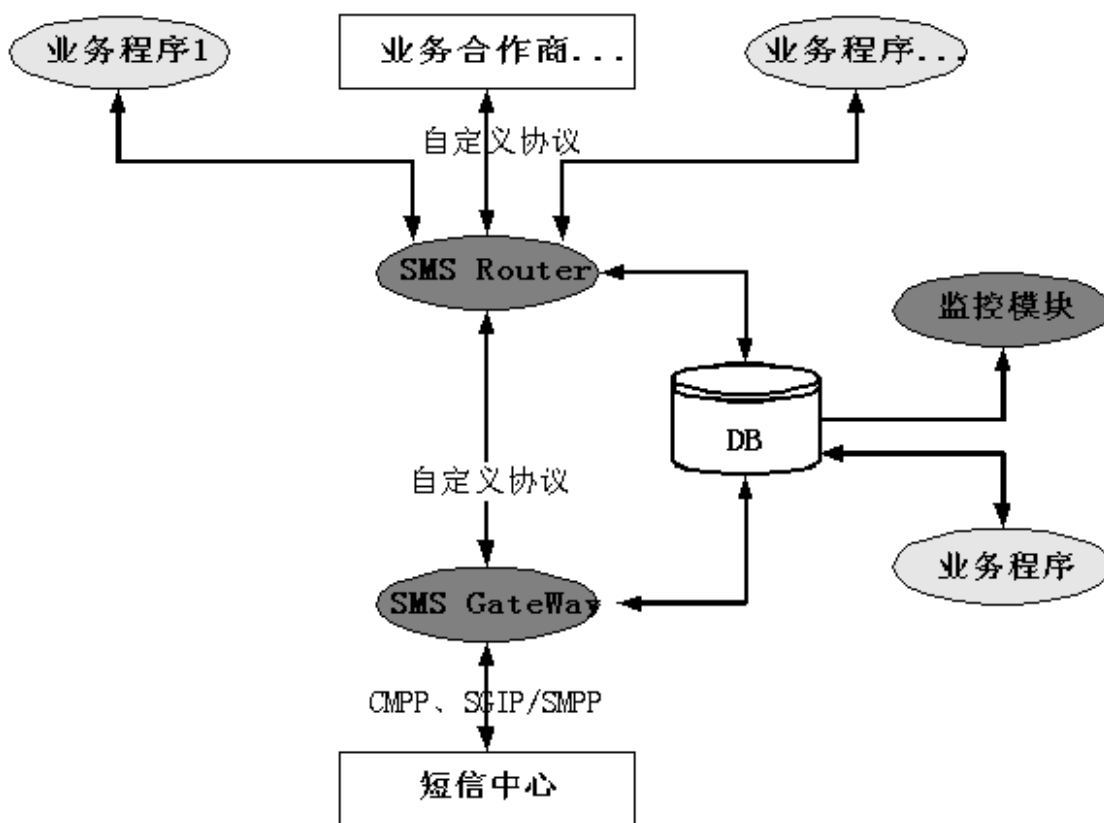 业务程序1
业务合作商...
业务程序...
自定义协议
SMS Router
监控模块
DB
自定义协议
业务程序
SMS GateWay
CMPP、SGIP/SMPP
短信中心